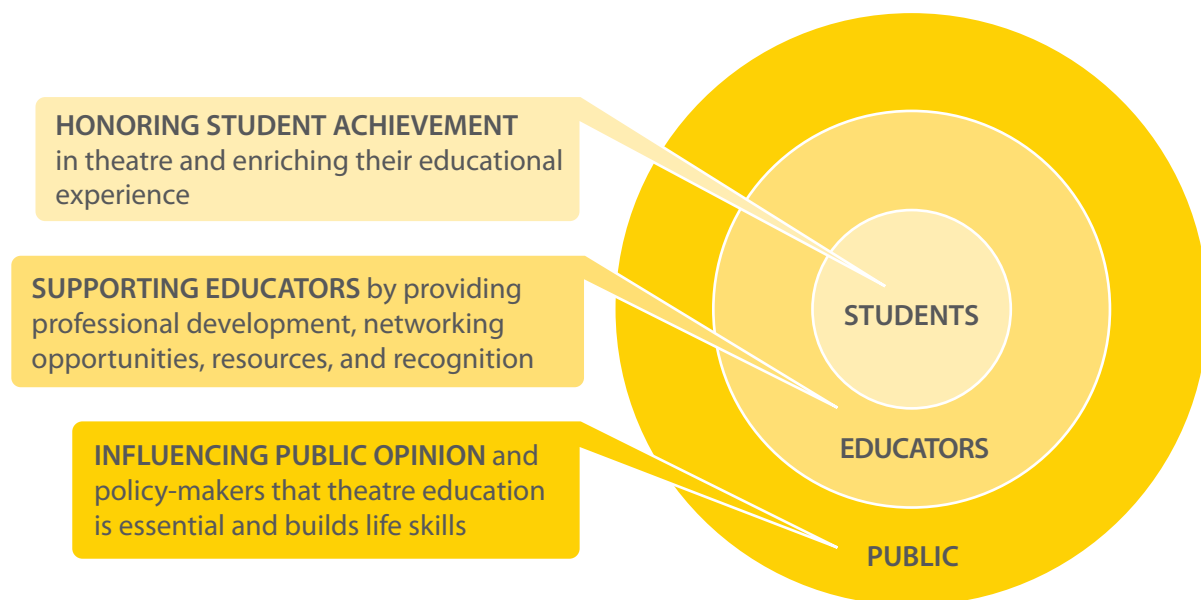 HONORING STUDENT ACHIEVEMENT
in theatre and enriching their educational
experience
SUPPORTING EDUCATORS by providing
professional development, networking
opportunities, resources, and recognition
INFLUENCING PUBLIC OPINION and
policy-makers that theatre education
is essential and builds life skills
STUDENTS
EDUCATORS
PUBLIC